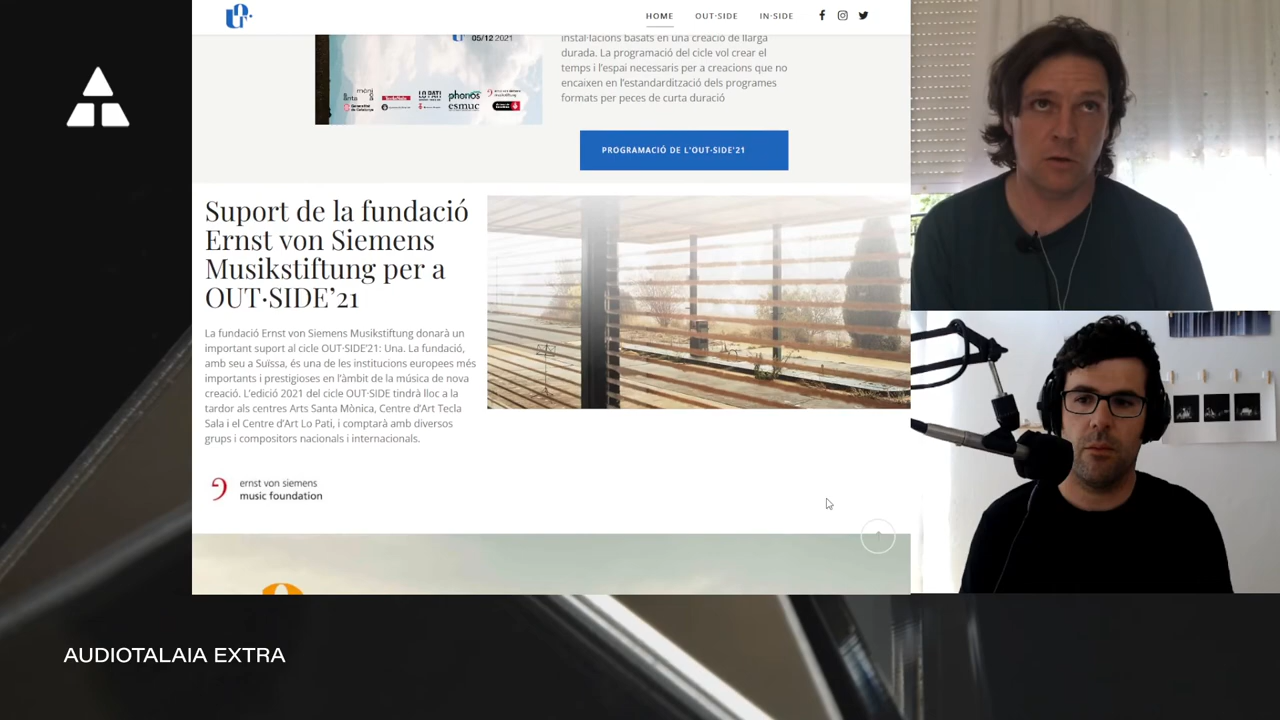 HOME
OUT·SIDE
IN·SIDE
05/12 2021
instal·lacions basats en una creació de llarga
durada. La programació del cicle vol crear el
temps i l'espai necessaris per a creacions que no
encaixen en l'estandardització dels programes
formats per peces de curta duració
LO PATI
phonos
esmuc
PROGRAMACIÓ DE L'OUT·SIDE'21
Suport de la fundació
Ernst von Siemens
Musikstiftung per a
OUT·SIDE'21
La fundació Ernst von Siemens Musikstiftung donarà un
important suport al cicle OUT·SIDE'21: Una. La fundació,
amb seu a Suïssa, és una de les institucions europees més
importants i prestigioses en l'àmbit de la música de nova
creació. L'edició 2021 del cicle OUT·SIDE tindrà lloc a la
tardor als centres Arts Santa Mònica, Centre d'Art Tecla
Sala i el Centre d'Art Lo Pati, i comptarà amb diversos
grups i compositors nacionals i internacionals.
ernst von siemens
music foundation
AUDIOTALAIA EXTRA